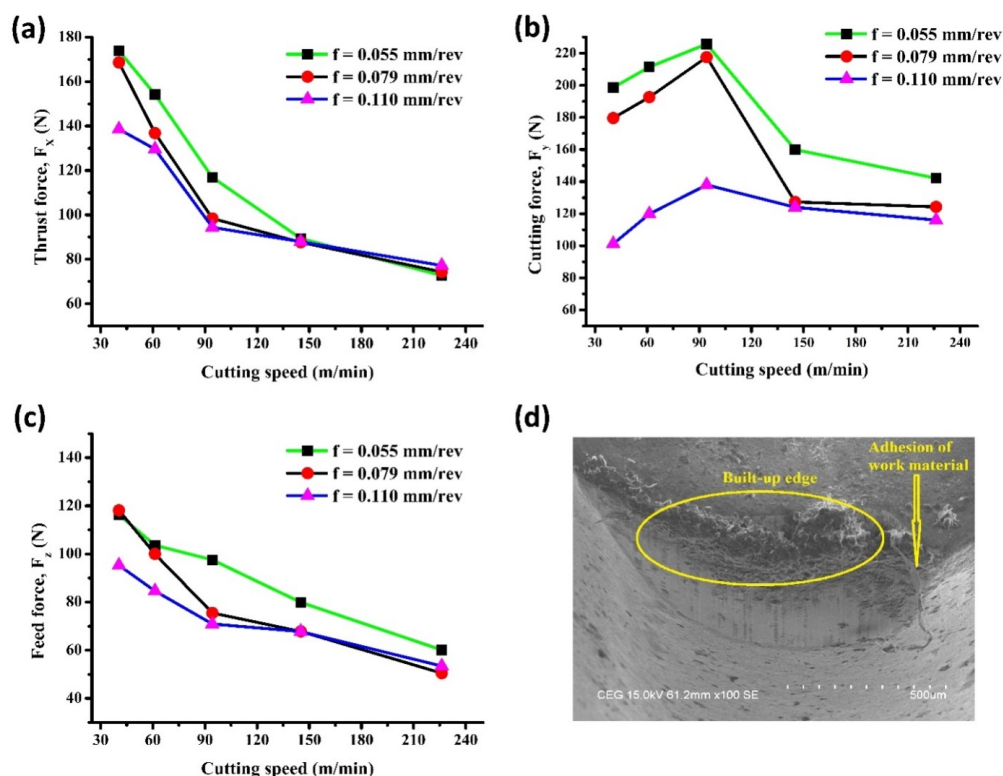 (a)
180
160
140
120
100
80
60
Thrust force, Fx (N)
f = 0.055 mm/rev
f = 0.079 mm/rev
f = 0.110 mm/rev
30 60 90 120 150 180 210 240
Cutting speed (m/min)
(b)
220
200
180
160
140
120
100
80
60
Cutting force, Fy (N)
f = 0.055 mm/rev
f = 0.079 mm/rev
f = 0.110 mm/rev
30 60 90 120 150 180 210 240
Cutting speed (m/min)
(c)
140
120
100
80
60
40
Feed force, Fz (N)
f = 0.055 mm/rev
f = 0.079 mm/rev
f = 0.110 mm/rev
30 60 90 120 150 180 210 240
Cutting speed (m/min)
(d)
Built-up edge
Adhesion of
work material
CEG 15.0kV 61.2mm x100 SE
500um